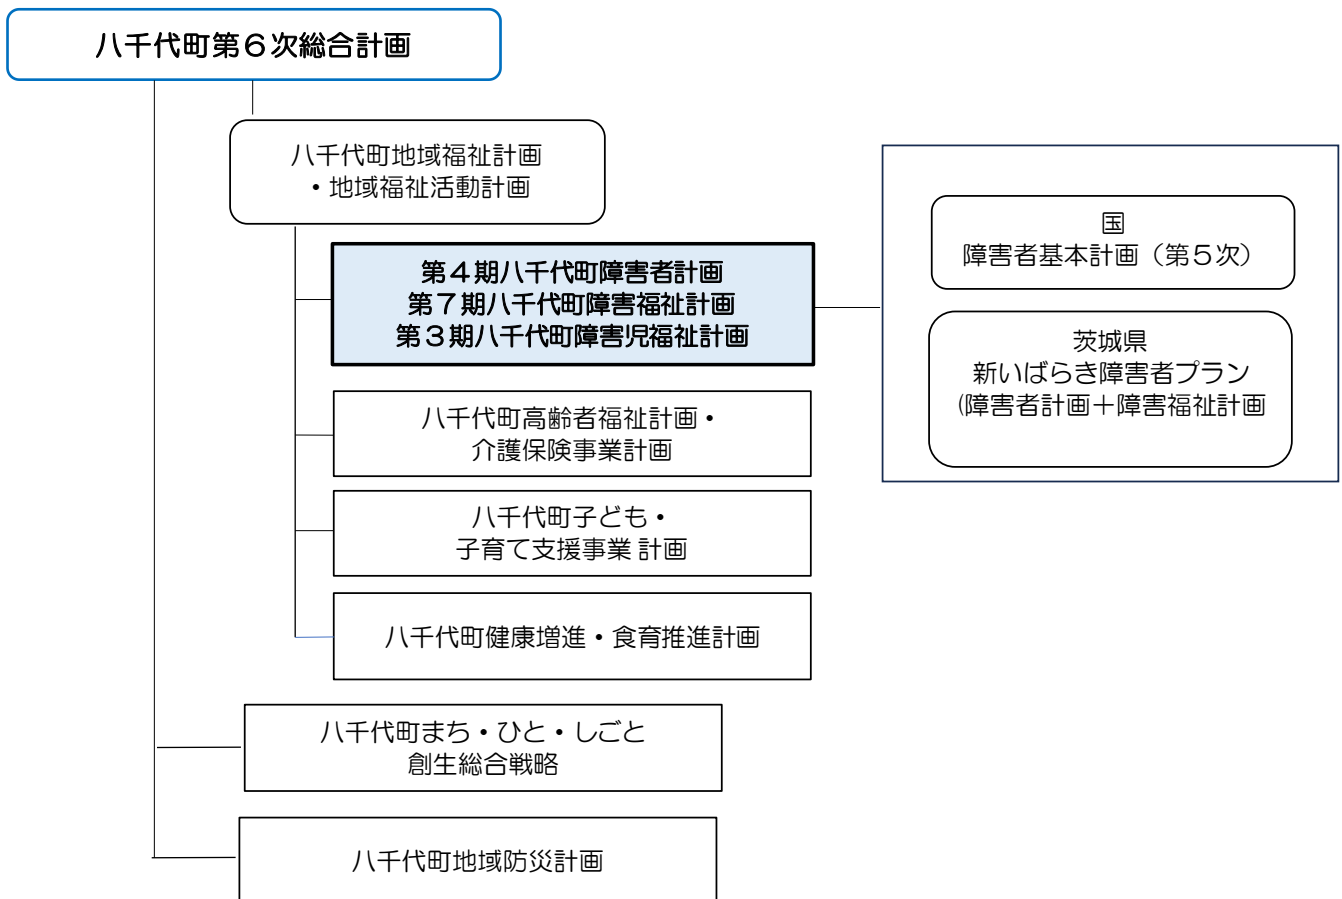 八千代町第６次総合計画
八千代町地域福祉計画
・地域福祉活動計画
第４期八千代町障害者計画
第７期八千代町障害福祉計画
第３期八千代町障害児福祉計画
国
障害者基本計画（第５次）
茨城県
新いばらき障害者プラン
(障害者計画＋障害福祉計画
八千代町高齢者福祉計画・
介護保険事業計画
八千代町子ども・
子育て支援事業 計画
八千代町健康増進・食育推進計画
八千代町まち・ひと・しごと
創生総合戦略
八千代町地域防災計画